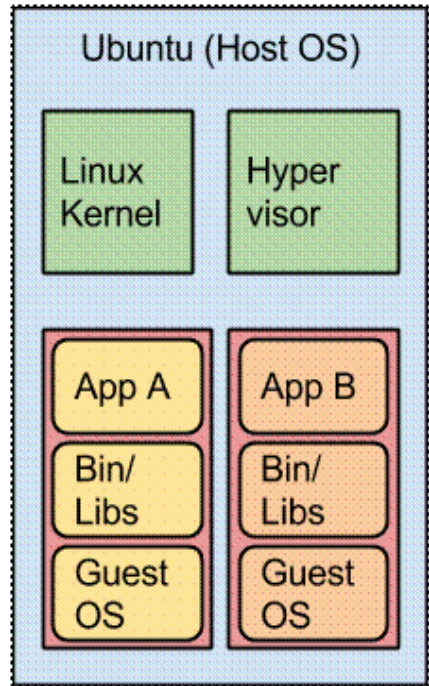 Ubuntu (Host OS)
Linux
Kernel
Hyper
visor
App A
Bin/
Libs
Guest
OS
App B
Bin/
Libs
Guest
OS